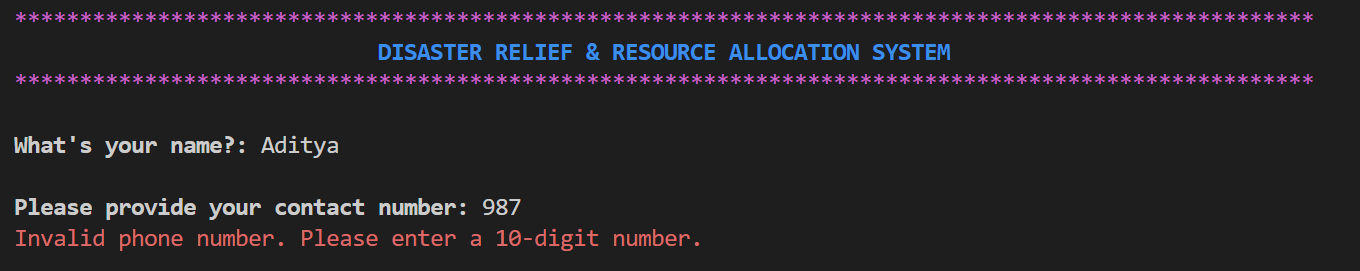 ****************************************************************************************************
DISASTER RELIEF & RESOURCE ALLOCATION SYSTEM
****************************************************************************************************
What's your name?: Aditya
Please provide your contact number: 987
Invalid phone number. Please enter a 10-digit number.